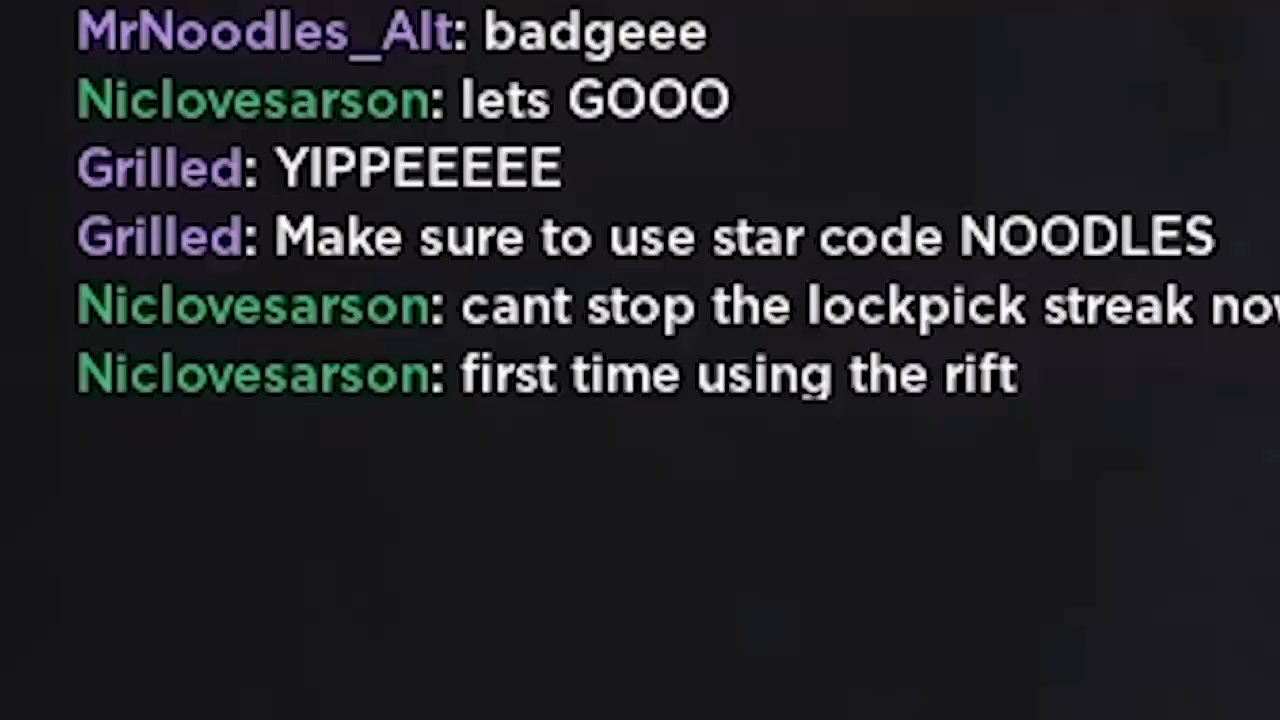 MrNoodles_Alt: badgeee
Niclovesarson: lets GOOO
Grilled: YIPPEEEEE
Grilled: Make sure to use star code NOODLES
Niclovesarson: cant stop the lockpick streak
Niclovesarson: first time using the rift